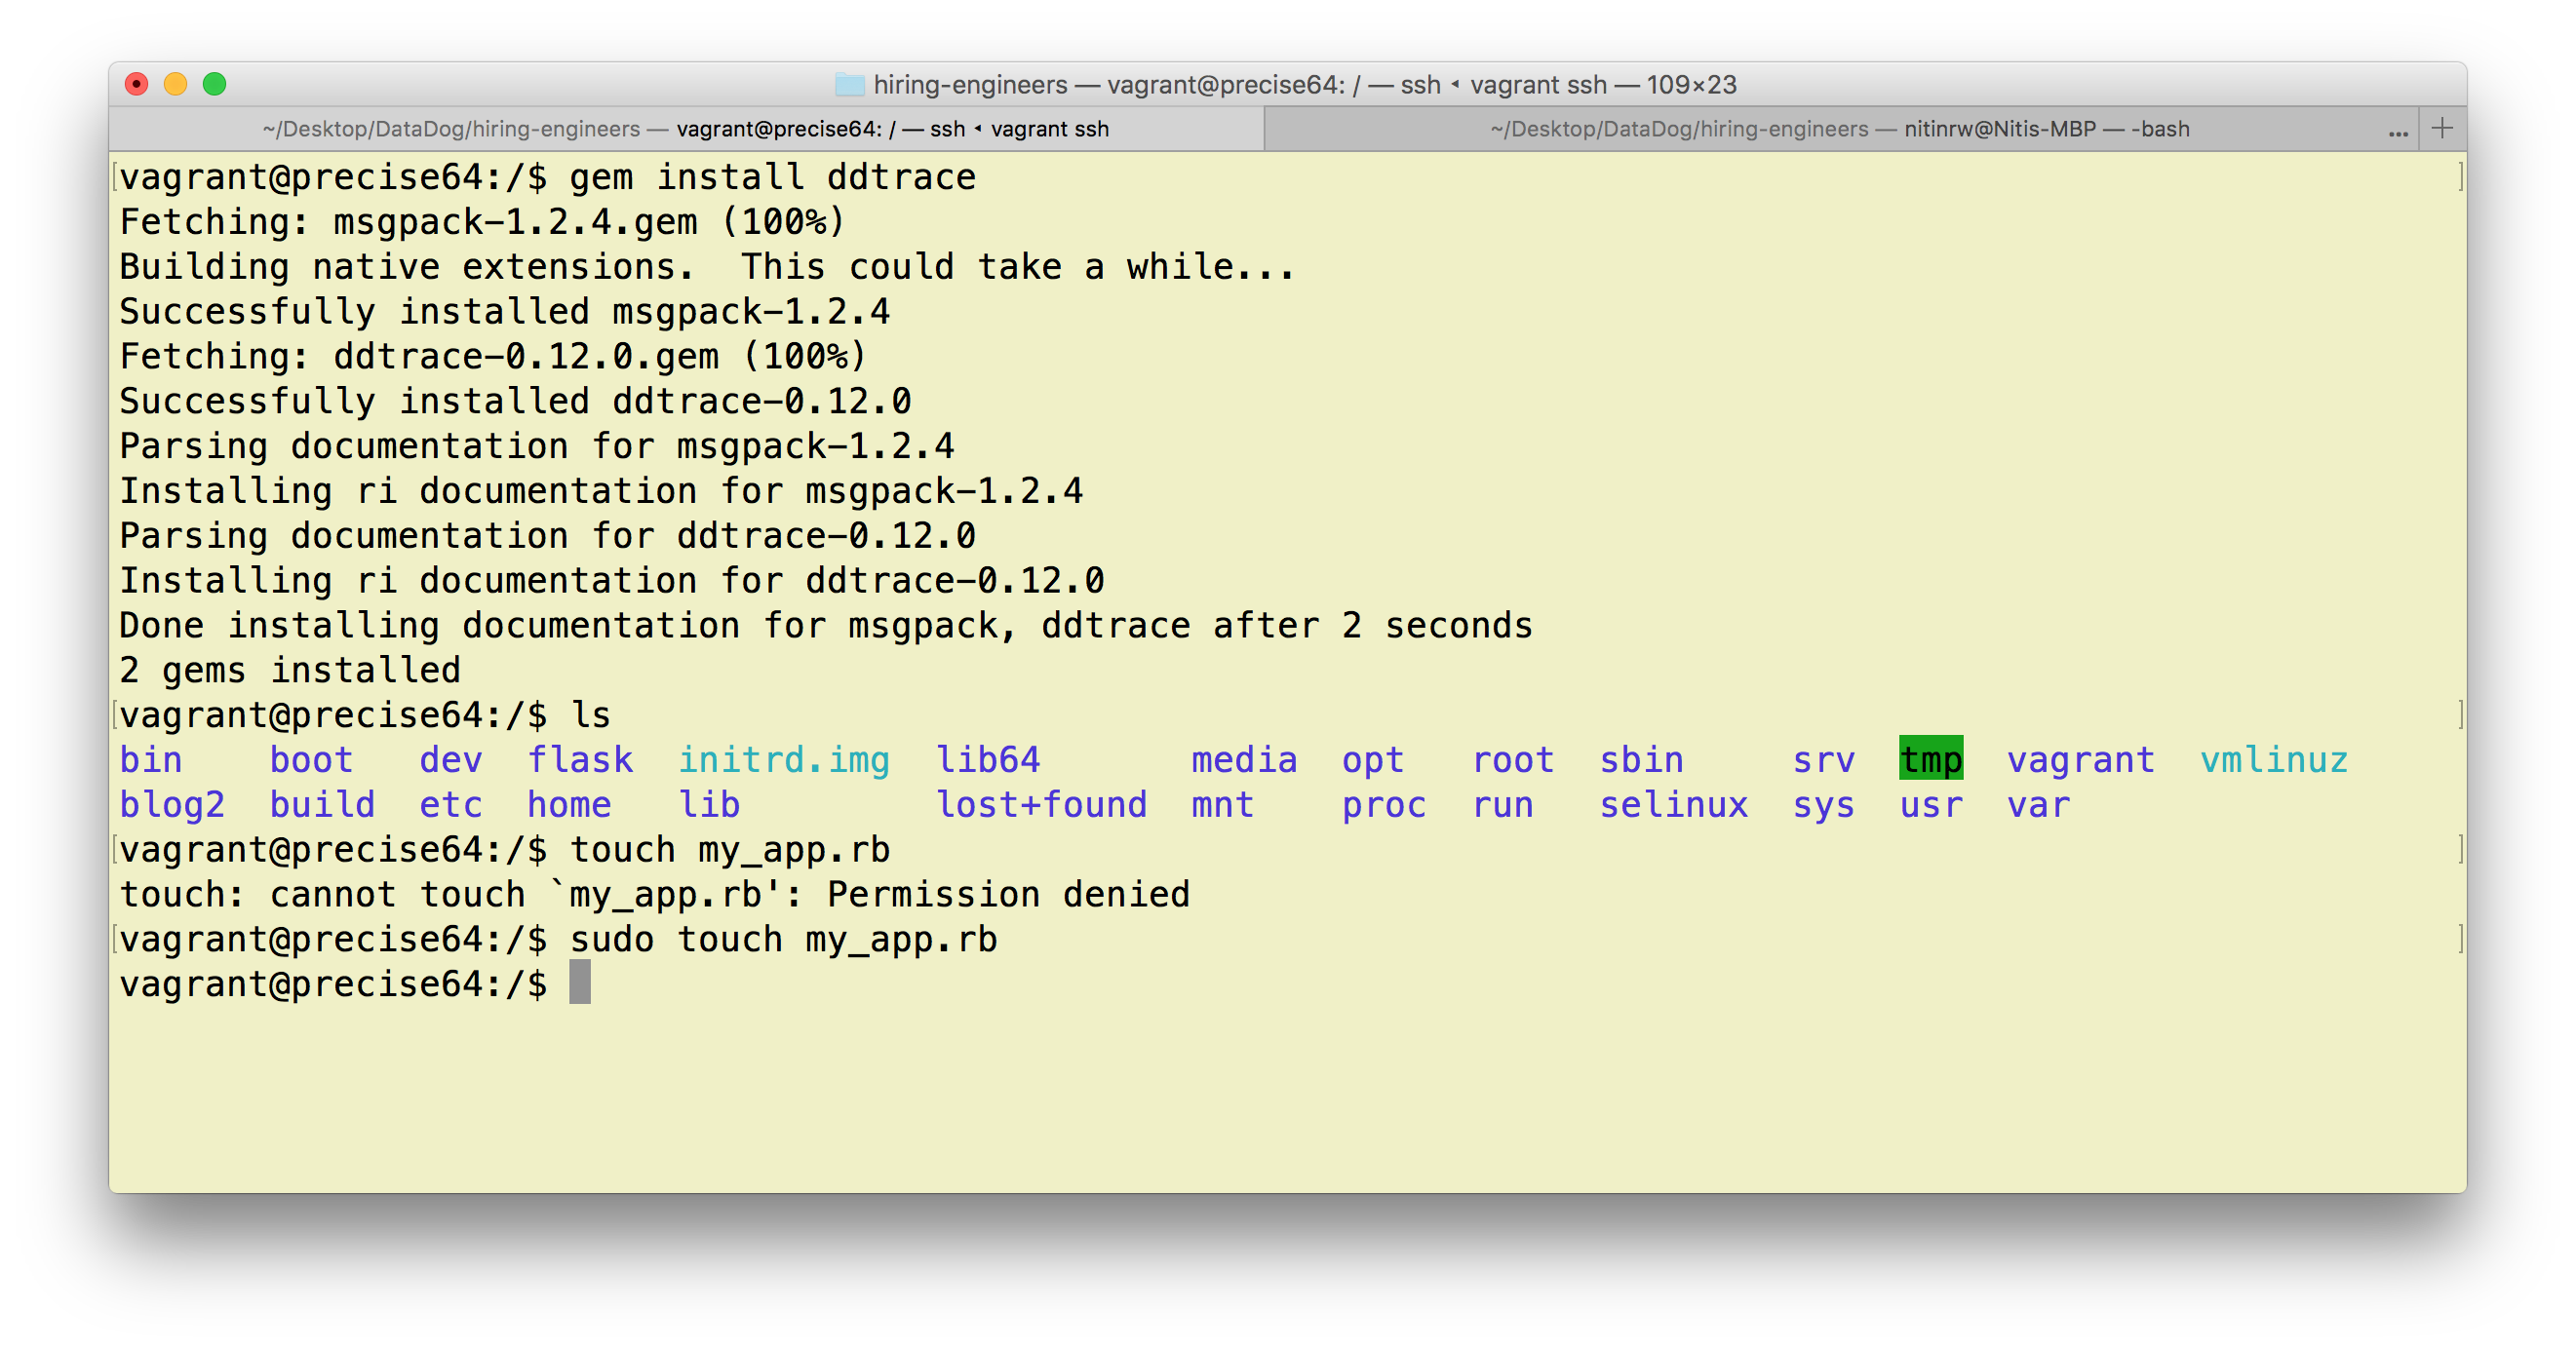 hiring-engineers — vagrant@precise64: / — ssh ◂ vagrant ssh — 109×23
~/Desktop/DataDog/hiring-engineers — vagrant@precise64: / — ssh ◂ vagrant ssh ~/Desktop/DataDog/hiring-engineers — nitinrw@Nitis-MBP — -bash ... +
[vagrant@precise64:/$ gem install ddtrace ]
Fetching: msgpack-1.2.4.gem (100%)
Building native extensions.  This could take a while...
Successfully installed msgpack-1.2.4
Fetching: ddtrace-0.12.0.gem (100%)
Successfully installed ddtrace-0.12.0
Parsing documentation for msgpack-1.2.4
Installing ri documentation for msgpack-1.2.4
Parsing documentation for ddtrace-0.12.0
Installing ri documentation for ddtrace-0.12.0
Done installing documentation for msgpack, ddtrace after 2 seconds
2 gems installed
[vagrant@precise64:/$ ls ]
bin    boot   dev  flask  initrd.img  lib64       media  opt   root  sbin     srv  tmp  vagrant  vmlinuz
blog2  build  etc  home   lib         lost+found  mnt    proc  run   selinux  sys  usr  var
[vagrant@precise64:/$ touch my_app.rb ]
touch: cannot touch `my_app.rb': Permission denied
[vagrant@precise64:/$ sudo touch my_app.rb ]
vagrant@precise64:/$